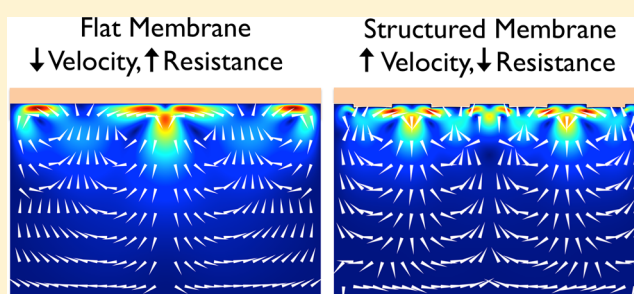 Flat Membrane
↓Velocity,↑Resistance
Structured Membrane
↑ Velocity,↓Resistance